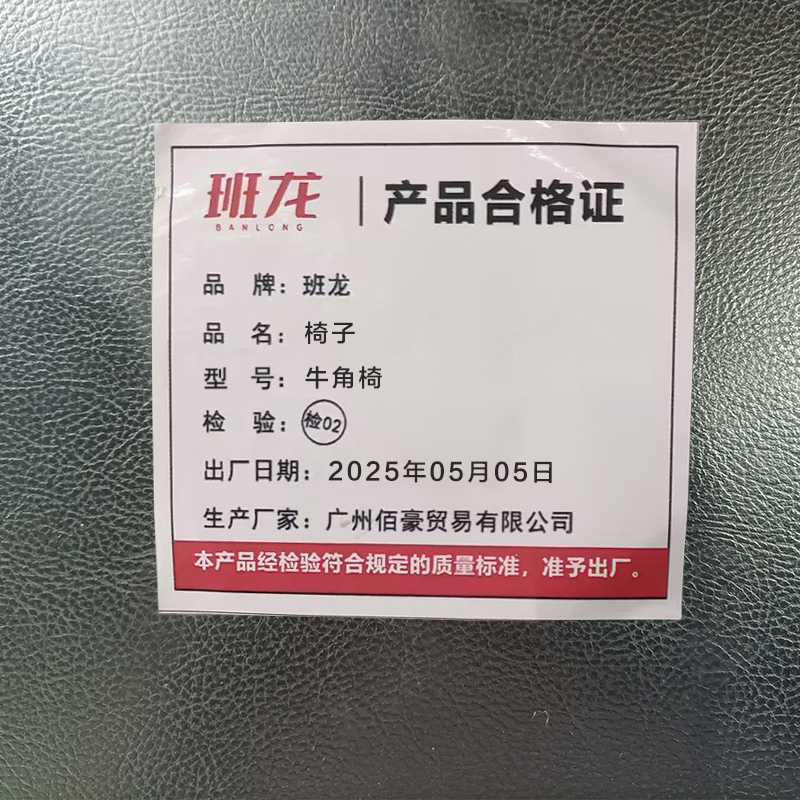 班龙 | 产品合格证
BANLONG
品 牌：班龙
品 名：椅子
型 号：牛角椅
检 验：检02
出厂日期：2025年05月05日
生产厂家：广州佰豪贸易有限公司
本产品经检验符合规定的质量标准，准予出厂。